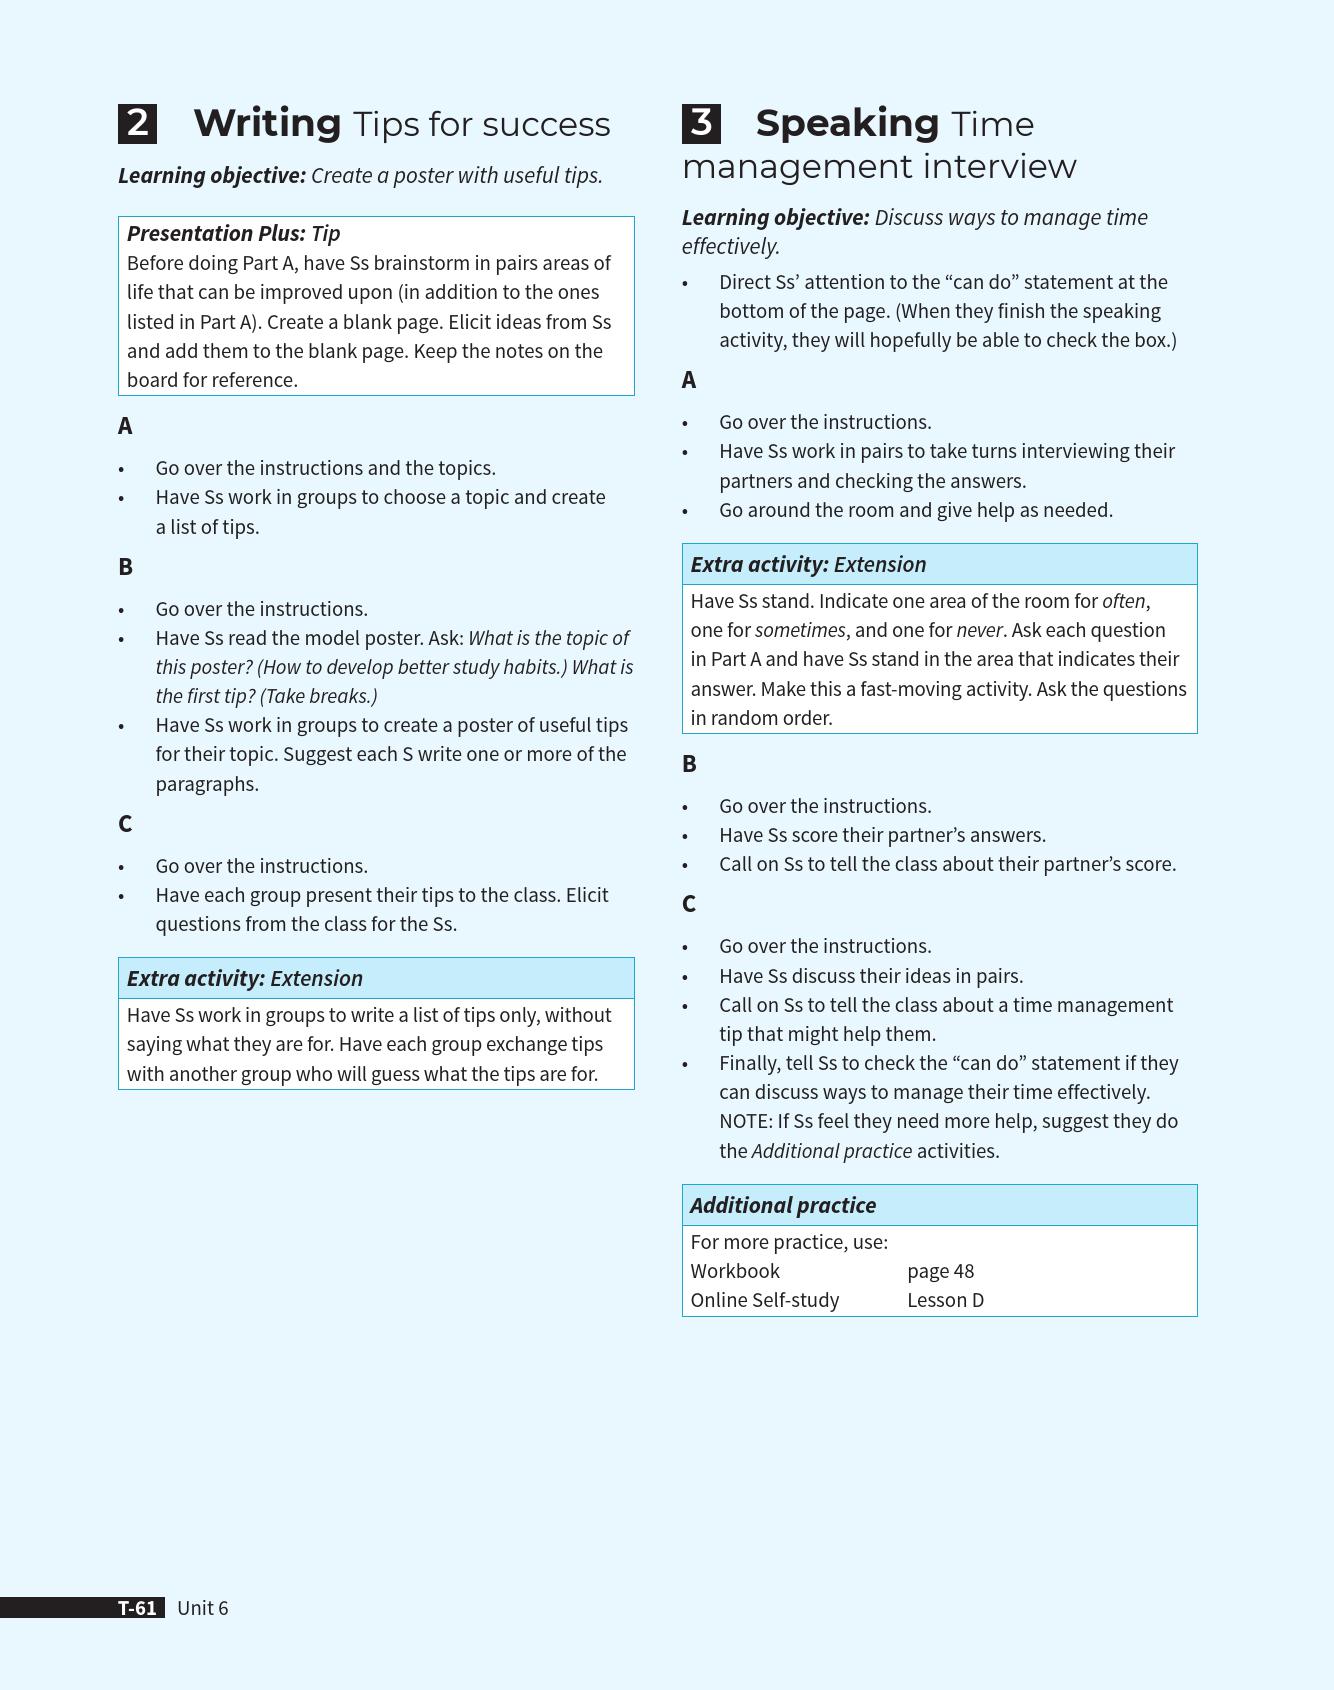 2 Writing Tips for success
Learning objective: Create a poster with useful tips.
Presentation Plus: Tip
Before doing Part A, have Ss brainstorm in pairs areas of
life that can be improved upon (in addition to the ones
listed in Part A). Create a blank page. Elicit ideas from Ss
and add them to the blank page. Keep the notes on the
board for reference.
A
• Go over the instructions and the topics.
• Have Ss work in groups to choose a topic and create
a list of tips.
B
• Go over the instructions.
• Have Ss read the model poster. Ask: What is the topic of
this poster? (How to develop better study habits.) What is
the first tip? (Take breaks.)
• Have Ss work in groups to create a poster of useful tips
for their topic. Suggest each S write one or more of the
paragraphs.
C
• Go over the instructions.
• Have each group present their tips to the class. Elicit
questions from the class for the Ss.
Extra activity: Extension
Have Ss work in groups to write a list of tips only, without
saying what they are for. Have each group exchange tips
with another group who will guess what the tips are for.
3 Speaking Time
management interview
Learning objective: Discuss ways to manage time
effectively.
• Direct Ss’ attention to the “can do” statement at the
bottom of the page. (When they finish the speaking
activity, they will hopefully be able to check the box.)
A
• Go over the instructions.
• Have Ss work in pairs to take turns interviewing their
partners and checking the answers.
• Go around the room and give help as needed.
Extra activity: Extension
Have Ss stand. Indicate one area of the room for often,
one for sometimes, and one for never. Ask each question
in Part A and have Ss stand in the area that indicates their
answer. Make this a fast-moving activity. Ask the questions
in random order.
B
• Go over the instructions.
• Have Ss score their partner’s answers.
• Call on Ss to tell the class about their partner’s score.
C
• Go over the instructions.
• Have Ss discuss their ideas in pairs.
• Call on Ss to tell the class about a time management
tip that might help them.
• Finally, tell Ss to check the “can do” statement if they
can discuss ways to manage their time effectively.
NOTE: If Ss feel they need more help, suggest they do
the Additional practice activities.
Additional practice
For more practice, use:
Workbook page 48
Online Self-study Lesson D
T-61 Unit 6